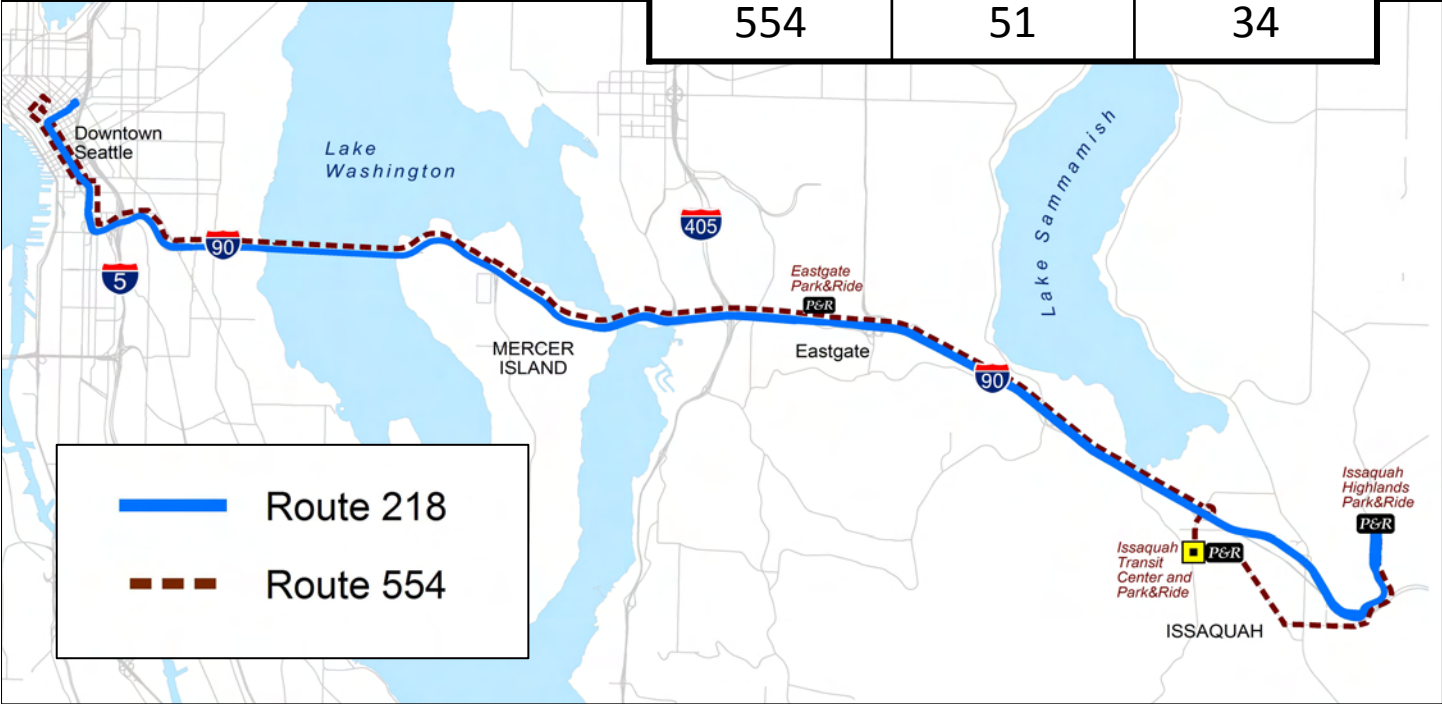 554 51 34
Downtown
Seattle
Lake
Washington
Lake Sammamish
405
90
5
Eastgate
Park&Ride
P&R
MERCER
ISLAND
Eastgate
90
Route 218
Route 554
Issaquah
Highlands
Park&Ride
P&R
Issaquah
Transit
Center and
Park&Ride
P&R
ISSAQUAH